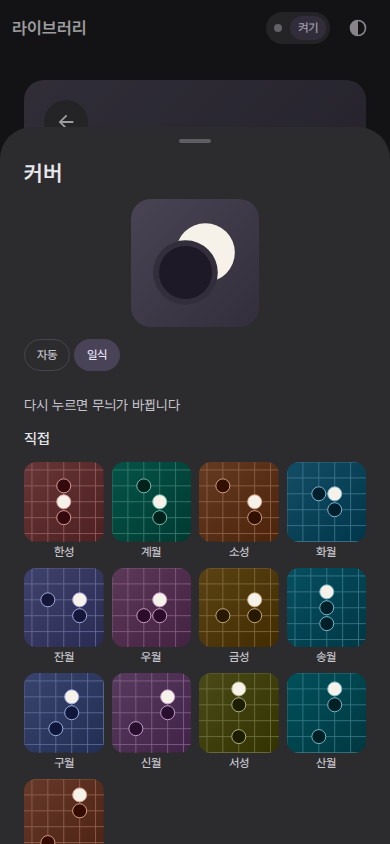 라이브러리
켜기
커버
자동
일식
다시 누르면 무늬가 바뀝니다
직접
한성
계월
소성
화월
잔월
우월
금성
송월
구월
신월
서성
산월